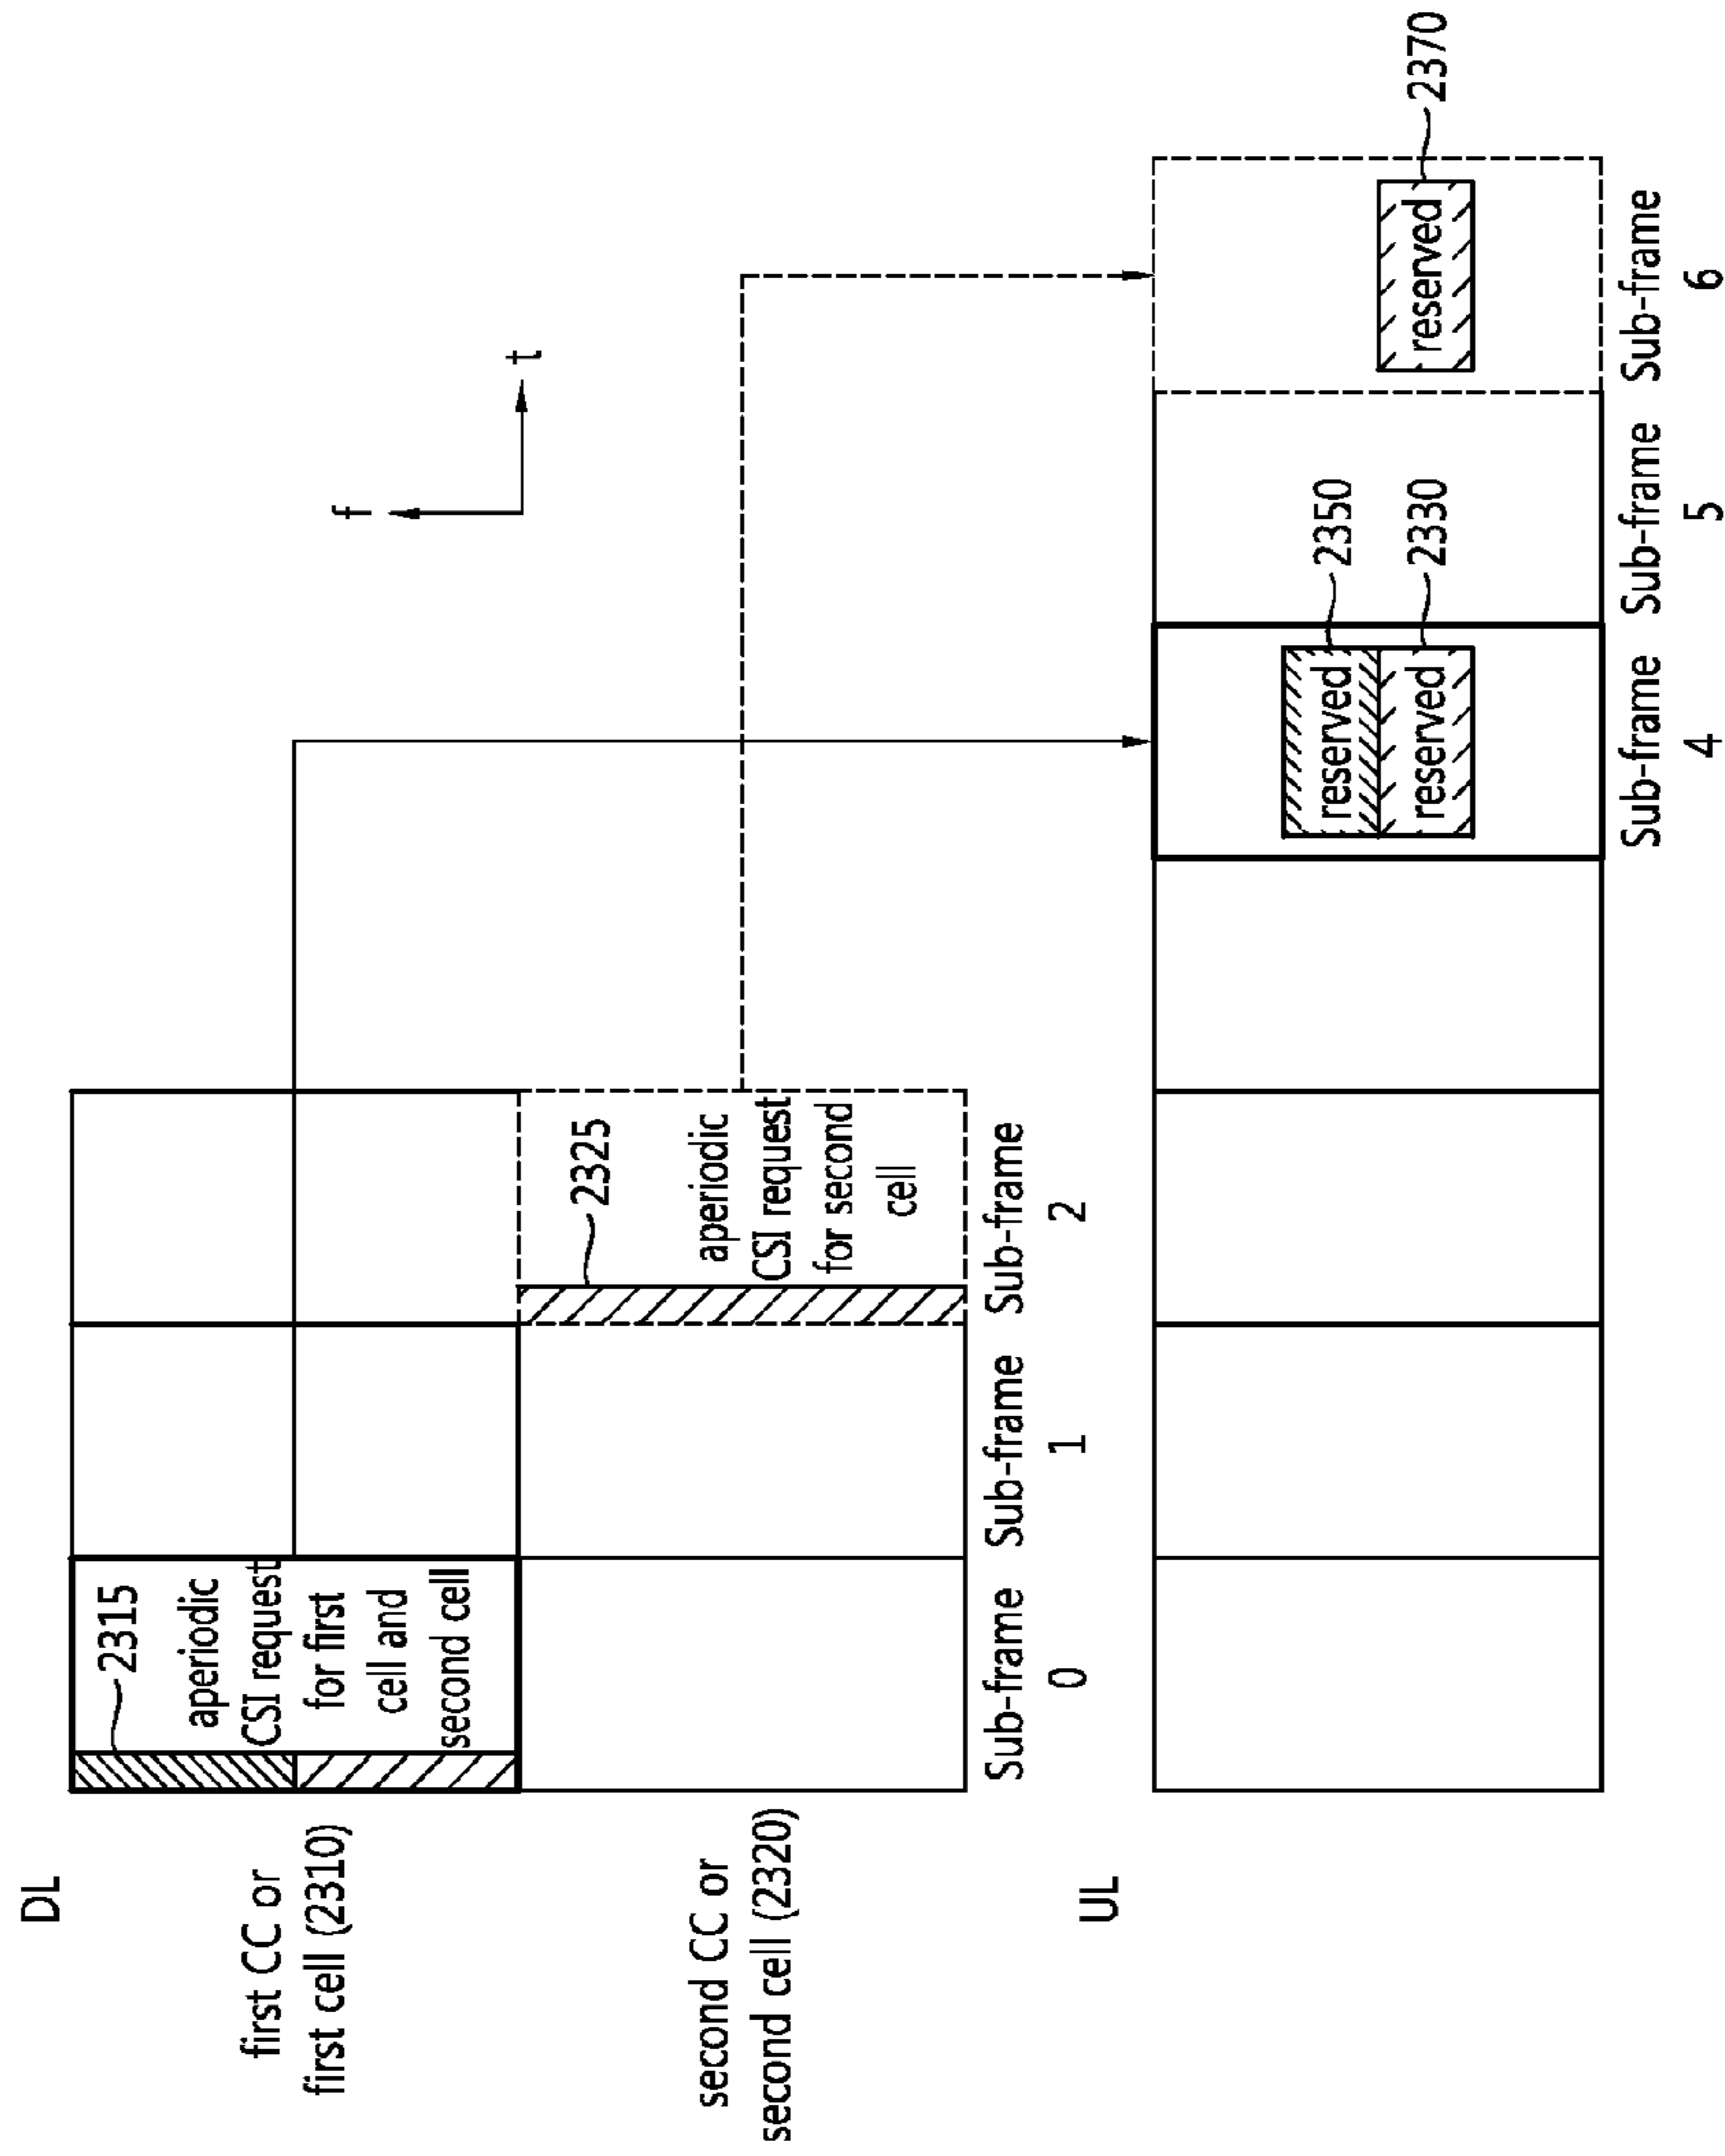 DL
first CC or
first cell (2310)
2315
aperiodic
CSI request
for first
cell and
second cell
second CC or
second cell (2320)
2325
aperiodic
CSI request
for second
cell
Sub-frame
0
Sub-frame
1
Sub-frame
2
f
t
UL
reserved
2350
reserved
2330
reserved
2370
Sub-frame
4
Sub-frame
5
Sub-frame
6